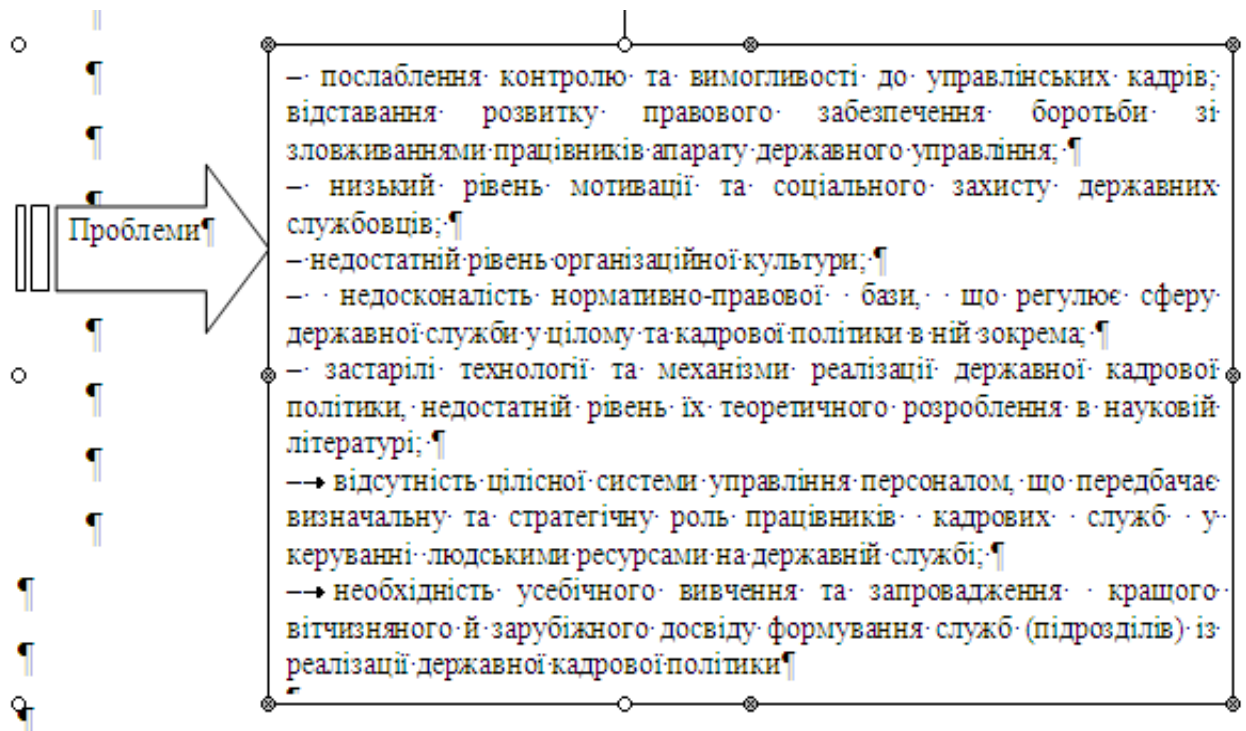 Проблеми
– послаблення контролю та вимогливості до управлінських кадрів;
відставання розвитку правового забезпечення боротьби зі
зловживаннями працівників апарату державного управління;
– низький рівень мотивації та соціального захисту державних
службовців;
– недостатній рівень організаційної культури;
– недосконалість нормативно-правової бази, що регулює сферу
державної служби у цілому та кадрової політики в ній зокрема;
– застарілі технології та механізми реалізації державної кадрової
політики, недостатній рівень їх теоретичного розроблення в науковій
літературі;
– відсутність цілісної системи управління персоналом, що передбачає
визначальну та стратегічну роль працівників кадрових служб у
керуванні людськими ресурсами на державній службі;
– необхідність усебічного вивчення та запровадження кращого
вітчизняного й зарубіжного досвіду формування служб (підрозділів) із
реалізації державної кадрової політики